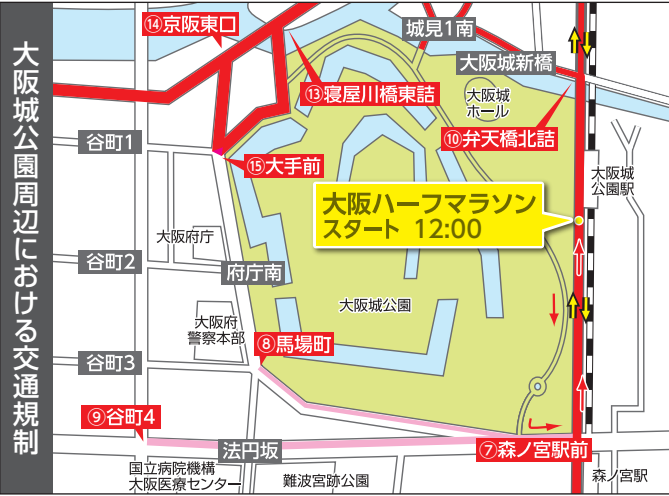 大阪城公園周辺における交通規制
⑭京阪東口
城見1南
大阪城新橋
⑬寝屋川橋東詰
大阪城
ホール
⑩弁天橋北詰
谷町1
⑮大手前
大阪城
公園駅
大阪ハーフマラソン
スタート 12:00
大阪府庁
谷町2
府庁南
大阪城公園
大阪府
警察本部
⑧馬場町
谷町3
⑨谷町4
法円坂
⑦森ノ宮駅前
国立病院機構
大阪医療センター
難波宮跡公園
森ノ宮駅